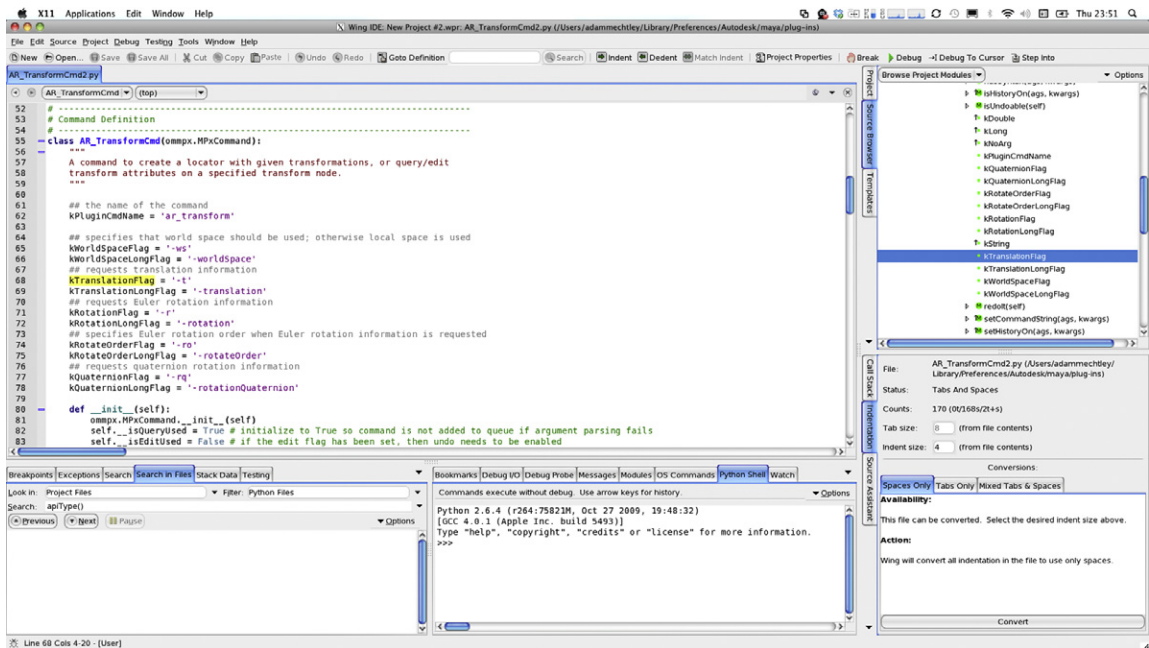 X11 Applications Edit Window Help Thu 23:51
Wing IDE: New Project #2.wpr: AR_TransformCmd2.py (/Users/adammechtley/Library/Preferences/Autodesk/maya/plug-ins)
File Edit Source Project Debug Testing Tools Window Help
New Open... Save Save All Cut Copy Paste Undo Redo Goto Definition Search Indent Dedent Match Indent Project Properties Break Debug Debug To Cursor Step Into
AR_TransformCmd2.py
AR_TransformCmd (top)
52 # ----------------------------------------------------------------------
53 # Command Definition
54 # ----------------------------------------------------------------------
55 class AR_TransformCmd(ommpx.MPxCommand):
56 """
57 A command to create a locator with given transformations, or query/edit
58 transform attributes on a specified transform node.
59 """
60
61 ## the name of the command
62 kPluginCmdName = 'ar_transform'
63
64 ## specifies that world space should be used; otherwise local space is used
65 kWorldSpaceFlag = '-ws'
66 kWorldSpaceLongFlag = '-worldSpace'
67 ## requests translation information
68 kTranslationFlag = '-t'
69 kTranslationLongFlag = '-translation'
70 ## requests Euler rotation information
71 kRotationFlag = '-r'
72 kRotationLongFlag = '-rotation'
73 ## specifies Euler rotation order when Euler rotation information is requested
74 kRotateOrderFlag = '-ro'
75 kRotateOrderLongFlag = '-rotateOrder'
76 ## requests quaternion rotation information
77 kQuaternionFlag = '-rq'
78 kQuaternionLongFlag = '-rotationQuaternion'
79
80 def __init__(self):
81 ommpx.MPxCommand.__init__(self)
82 self.__isQueryUsed = True # initialize to True so command is not added to queue if argument parsing fails
83 self.__isEditUsed = False # if the edit flag has been set, then undo needs to be enabled
Project
Source Browser
Templates
Browse Project Modules Options
isHistoryOn(ags, kwargs)
isUndoable(self)
kDouble
kLong
kNoArg
kPluginCmdName
kQuaternionFlag
kQuaternionLongFlag
kRotateOrderFlag
kRotateOrderLongFlag
kRotationFlag
kRotationLongFlag
kString
kTranslationFlag
kTranslationLongFlag
kWorldSpaceFlag
kWorldSpaceLongFlag
redoIt(self)
setCommandString(ags, kwargs)
setHistoryOn(ags, kwargs)
Call Stack
Indentation
Source Assistant
File: AR_TransformCmd2.py (/Users/adammechtley/
Library/Preferences/Autodesk/maya/plug-ins)
Status: Tabs And Spaces
Counts: 170 (0t/168s/2t+s)
Tab size: 8 (from file contents)
Indent size: 4 (from file contents)
Conversions:
Spaces Only Tabs Only Mixed Tabs & Spaces
Availability:
This file can be converted. Select the desired indent size above.
Action:
Wing will convert all indentation in the file to use only spaces.
Convert
Breakpoints Exceptions Search Search in Files Stack Data Testing
Look in: Project Files Filter: Python Files
Search: apiType()
Previous Next Pause Options
Bookmarks Debug I/O Debug Probe Messages Modules OS Commands Python Shell Watch
Commands execute without debug. Use arrow keys for history. Options
Python 2.6.4 (r264:75821M, Oct 27 2009, 19:48:32)
[GCC 4.0.1 (Apple Inc. build 5493)]
Type "help", "copyright", "credits" or "license" for more information.
>>>
Line 68 Cols 4-20 - [User]